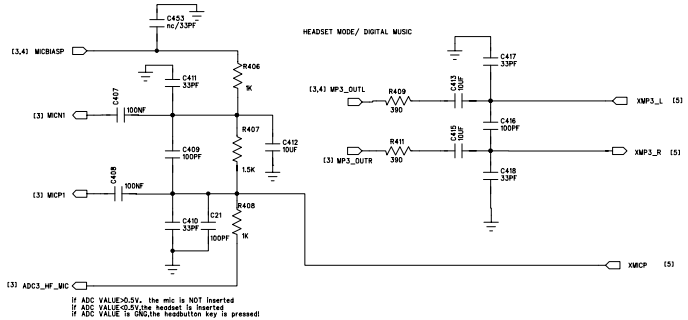 C453
nc/33PF
HEADSET MODE/ DIGITAL MUSIC
[3,4] MICBIASP
C417
33PF
R406
1K
C411
33PF
C407
100NF
[3,4] MP3_OUTL
R409
390
C413
10UF
XMP3_L [5]
[3] MICN1
R407
1.5K
C412
10UF
C416
100PF
C409
100PF
[3] MP3_OUTR
R411
390
C415
10UF
XMP3_R [5]
C408
100NF
C418
33PF
[3] MICP1
R408
1K
C410
33PF
C21
100PF
XMICP [5]
[3] ADC3_HF_MIC
if ADC VALUE>0.5V. the mic is NOT inserted
if ADC VALUE<0.5V,the headset is inserted
if ADC VALUE is GNG,the headbutton key is pressed!